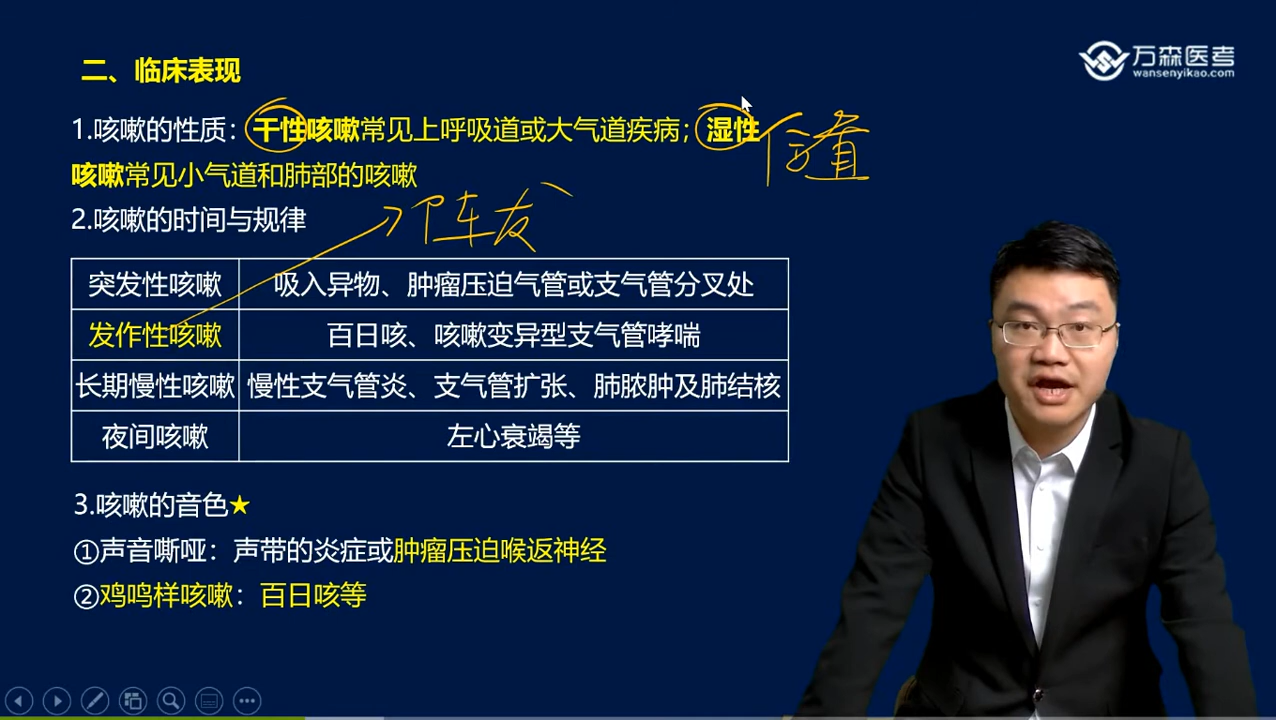 二、临床表现
万森医考
wansenyikao.com
1.咳嗽的性质：干性咳嗽常见上呼吸道或大气道疾病；湿性
咳嗽常见小气道和肺部的咳嗽
2.咳嗽的时间与规律
突发性咳嗽 吸入异物、肿瘤压迫气管或支气管分叉处
发作性咳嗽 百日咳、咳嗽变异型支气管哮喘
长期慢性咳嗽 慢性支气管炎、支气管扩张、肺脓肿及肺结核
夜间咳嗽 左心衰竭等
3.咳嗽的音色★
①声音嘶哑：声带的炎症或肿瘤压迫喉返神经
②鸡鸣样咳嗽：百日咳等